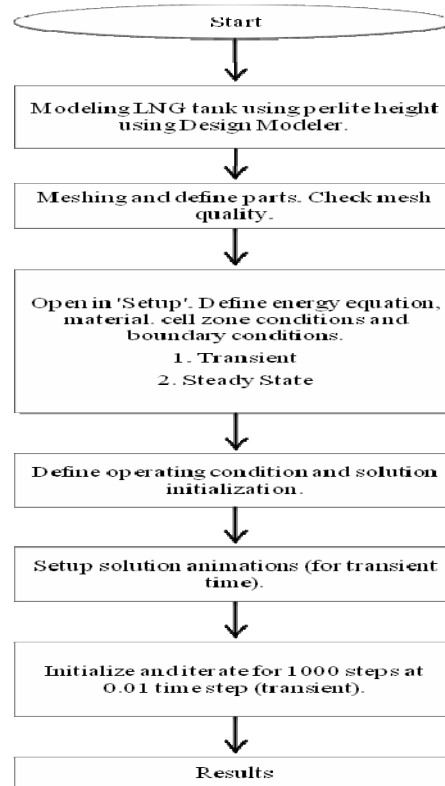 Start
Modeling LNG tank using perlite height
using Design Modeler.
Meshing and define parts. Check mesh
quality.
Open in 'Setup'. Define energy equation,
material. cell zone conditions and
boundary conditions.
1. Transient
2. Steady State
Define operating condition and solution
initialization.
Setup solution animations (for transient
time).
Initialize and iterate for 1000 steps at
0.01 time step (transient).
Results